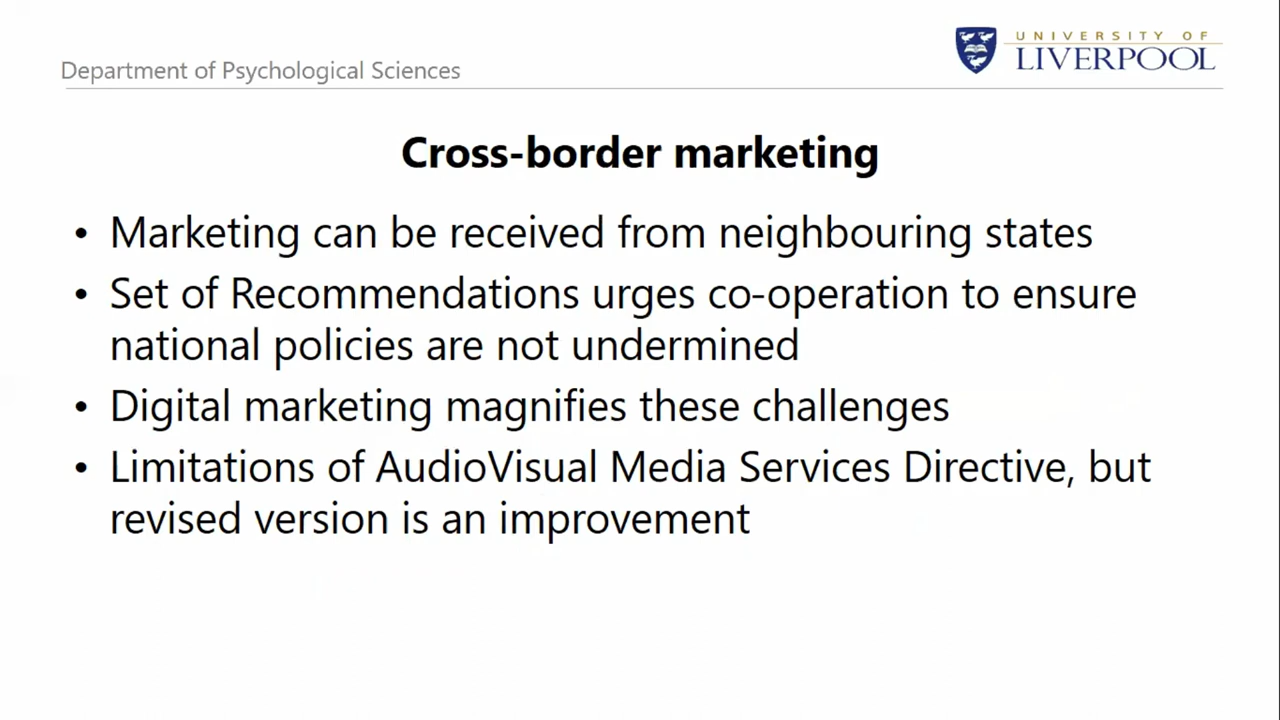 Department of Psychological Sciences
UNIVERSITY OF
LIVERPOOL
Cross-border marketing
• Marketing can be received from neighbouring states
• Set of Recommendations urges co-operation to ensure
national policies are not undermined
• Digital marketing magnifies these challenges
• Limitations of AudioVisual Media Services Directive, but
revised version is an improvement